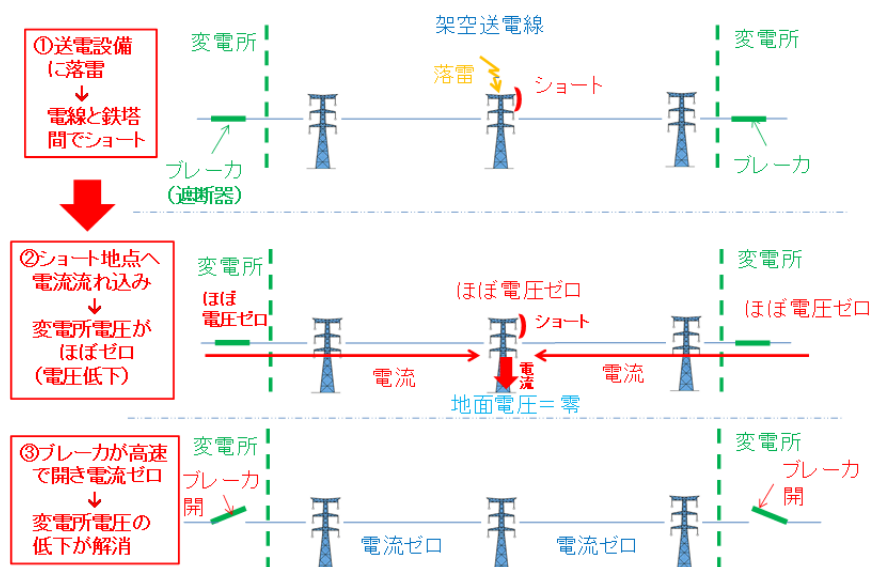 ①送電設備
に落雷
↓
電線と鉄塔
間でショート
変電所
架空送電線
変電所
落雷
ショート
ブレーカ
(遮断器)
ブレーカ
②ショート地点へ
電流流れ込み
↓
変電所電圧が
ほぼゼロ
(電圧低下)
変電所
変電所
ほぼ
電圧ゼロ
ほぼ電圧ゼロ
ほぼ電圧ゼロ
ショート
電流
電流
電流
地面電圧=零
③ブレーカが高速
で開き電流ゼロ
↓
変電所電圧の
低下が解消
変電所
変電所
ブレーカ
開
ブレーカ
開
電流ゼロ
電流ゼロ